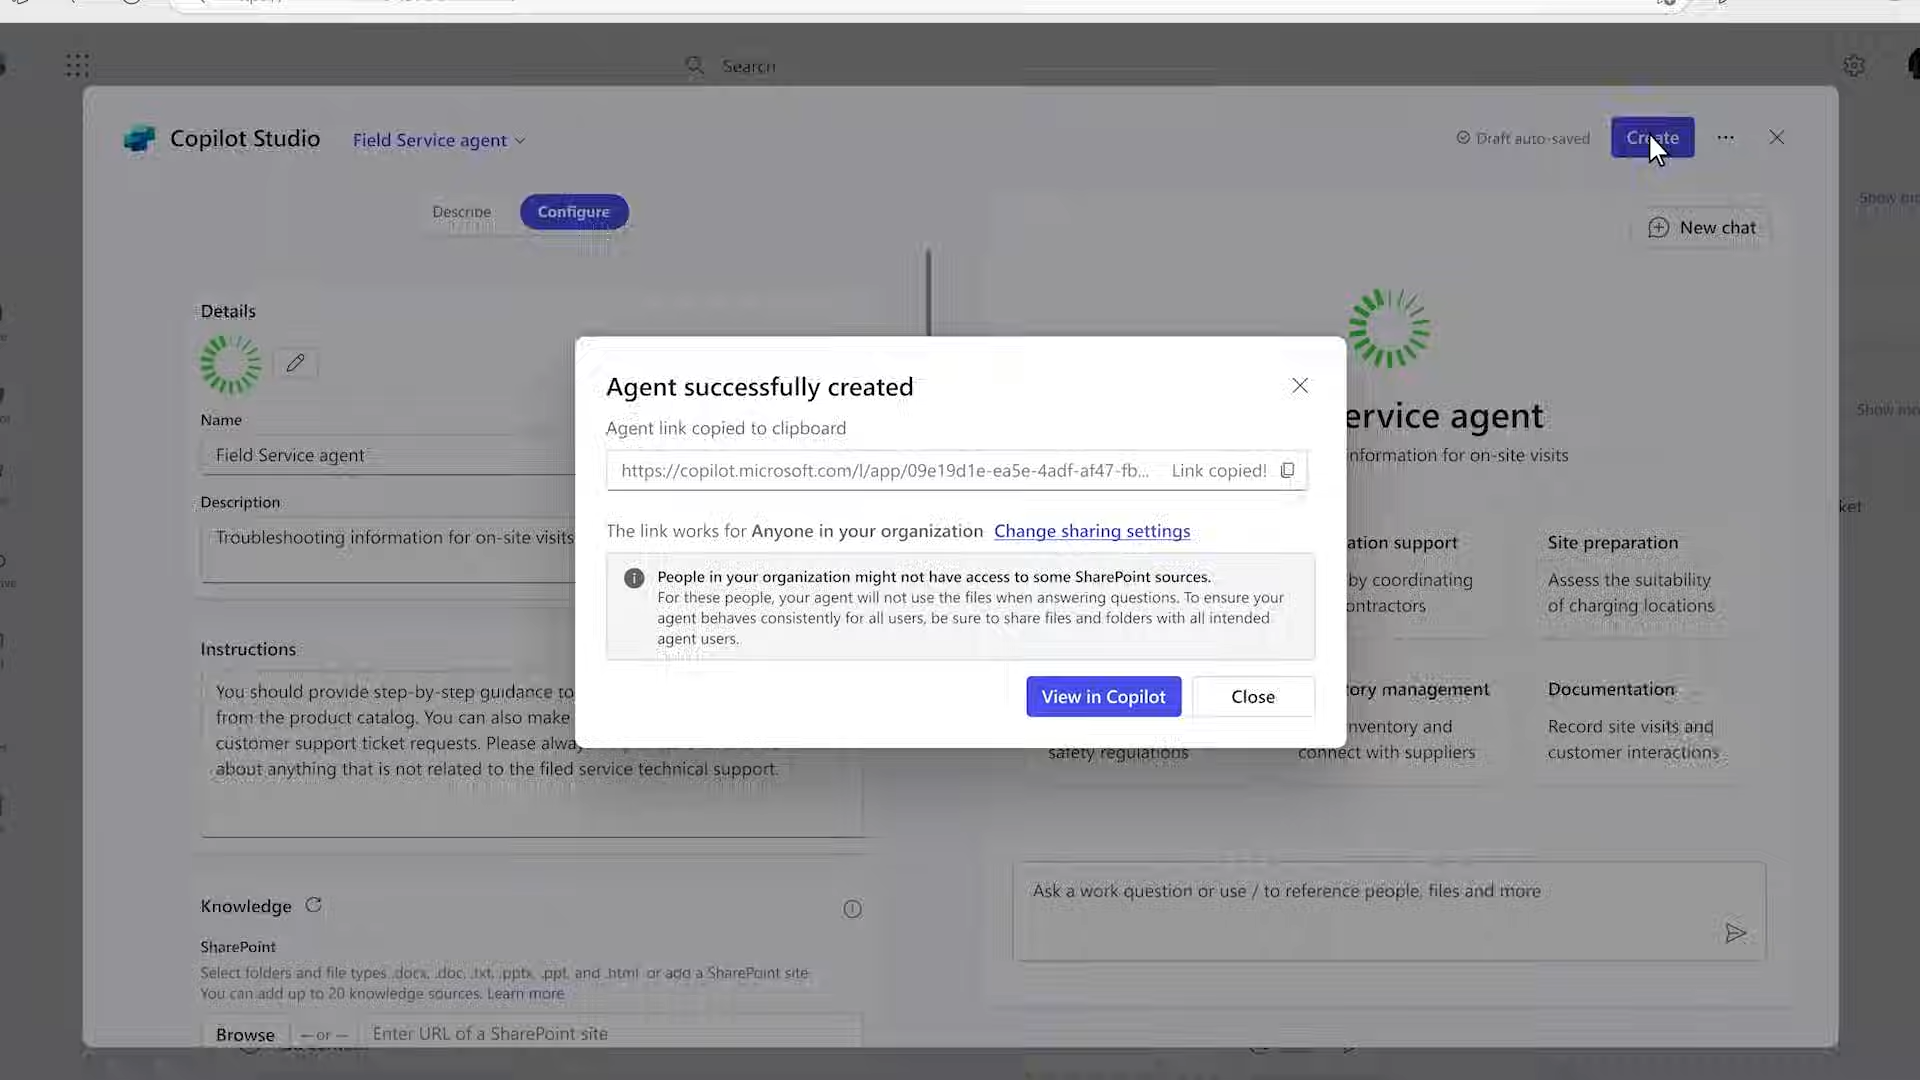 Search
Copilot Studio
Field Service agent
Draft auto-saved
Create
Describe
Configure
New chat
Details
Name
Field Service agent
Description
Troubleshooting information for on-site visits
Instructions
You should provide step-by-step guidance to
from the product catalog. You can also make
customer support ticket requests. Please
about anything that is not related to the filed service technical support.
Knowledge
SharePoint
Select folders and file types .docx, .doc, .txt, .pptx, .ppt, and .html or add a SharePoint site
You can add up to 20 knowledge sources. Learn more
Browse
— or —
Enter URL of a SharePoint site
Agent successfully created
Agent link copied to clipboard
https://copilot.microsoft.com/l/app/09e19d1e-ea5e-4adf-af47-fb...
Link copied!
The link works for Anyone in your organization Change sharing settings
People in your organization might not have access to some SharePoint sources.
For these people, your agent will not use the files when answering questions. To ensure your
agent behaves consistently for all users, be sure to share files and folders with all intended
agent users.
View in Copilot
Close
ervice agent
information for on-site visits
ation support
by coordinating
ontractors
Site preparation
Assess the suitability
of charging locations
safety regulations
tory management
nventory and
connect with suppliers
Documentation
Record site visits and
customer interactions
Ask a work question or use / to reference people, files and more
Show mo
Show mo
ket